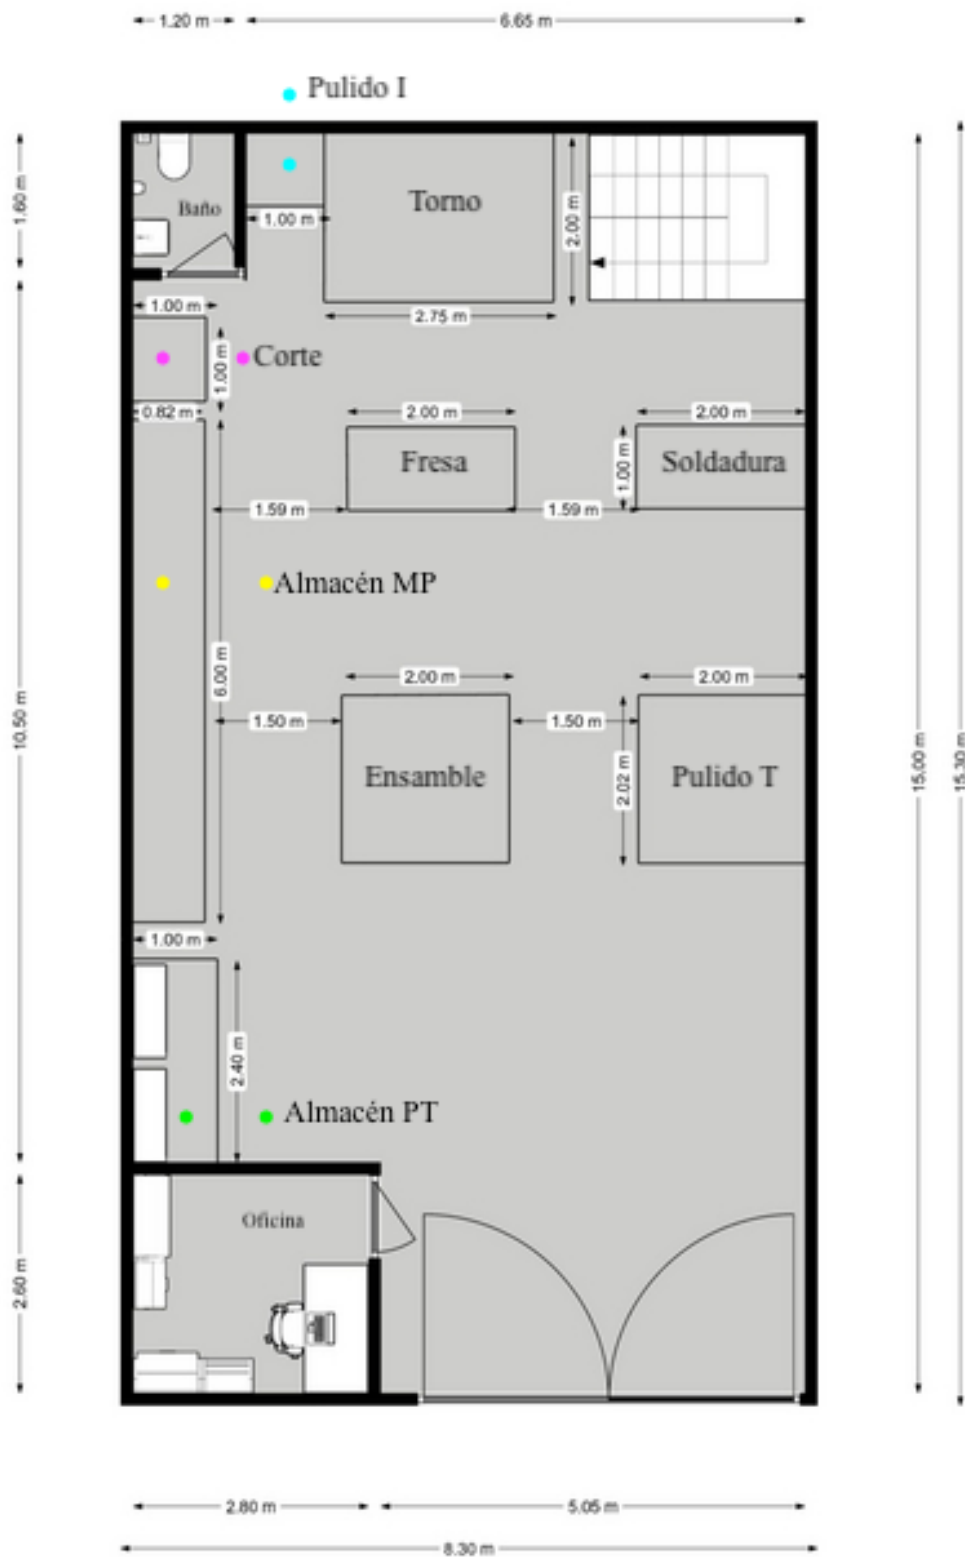 1.20 m
6.65 m
Pulido I
1.60 m
Baño
1.00 m
Torno
2.00 m
1.00 m
2.75 m
Corte
1.00 m
0.82 m
2.00 m
2.00 m
Fresa
Soldadura
1.00 m
1.59 m
1.59 m
Almacén MP
6.00 m
2.00 m
2.00 m
10.50 m
1.50 m
1.50 m
Ensamble
2.02 m
Pulido T
15.00 m
15.30 m
1.00 m
2.40 m
Almacén PT
Oficina
2.60 m
2.80 m
5.05 m
8.30 m